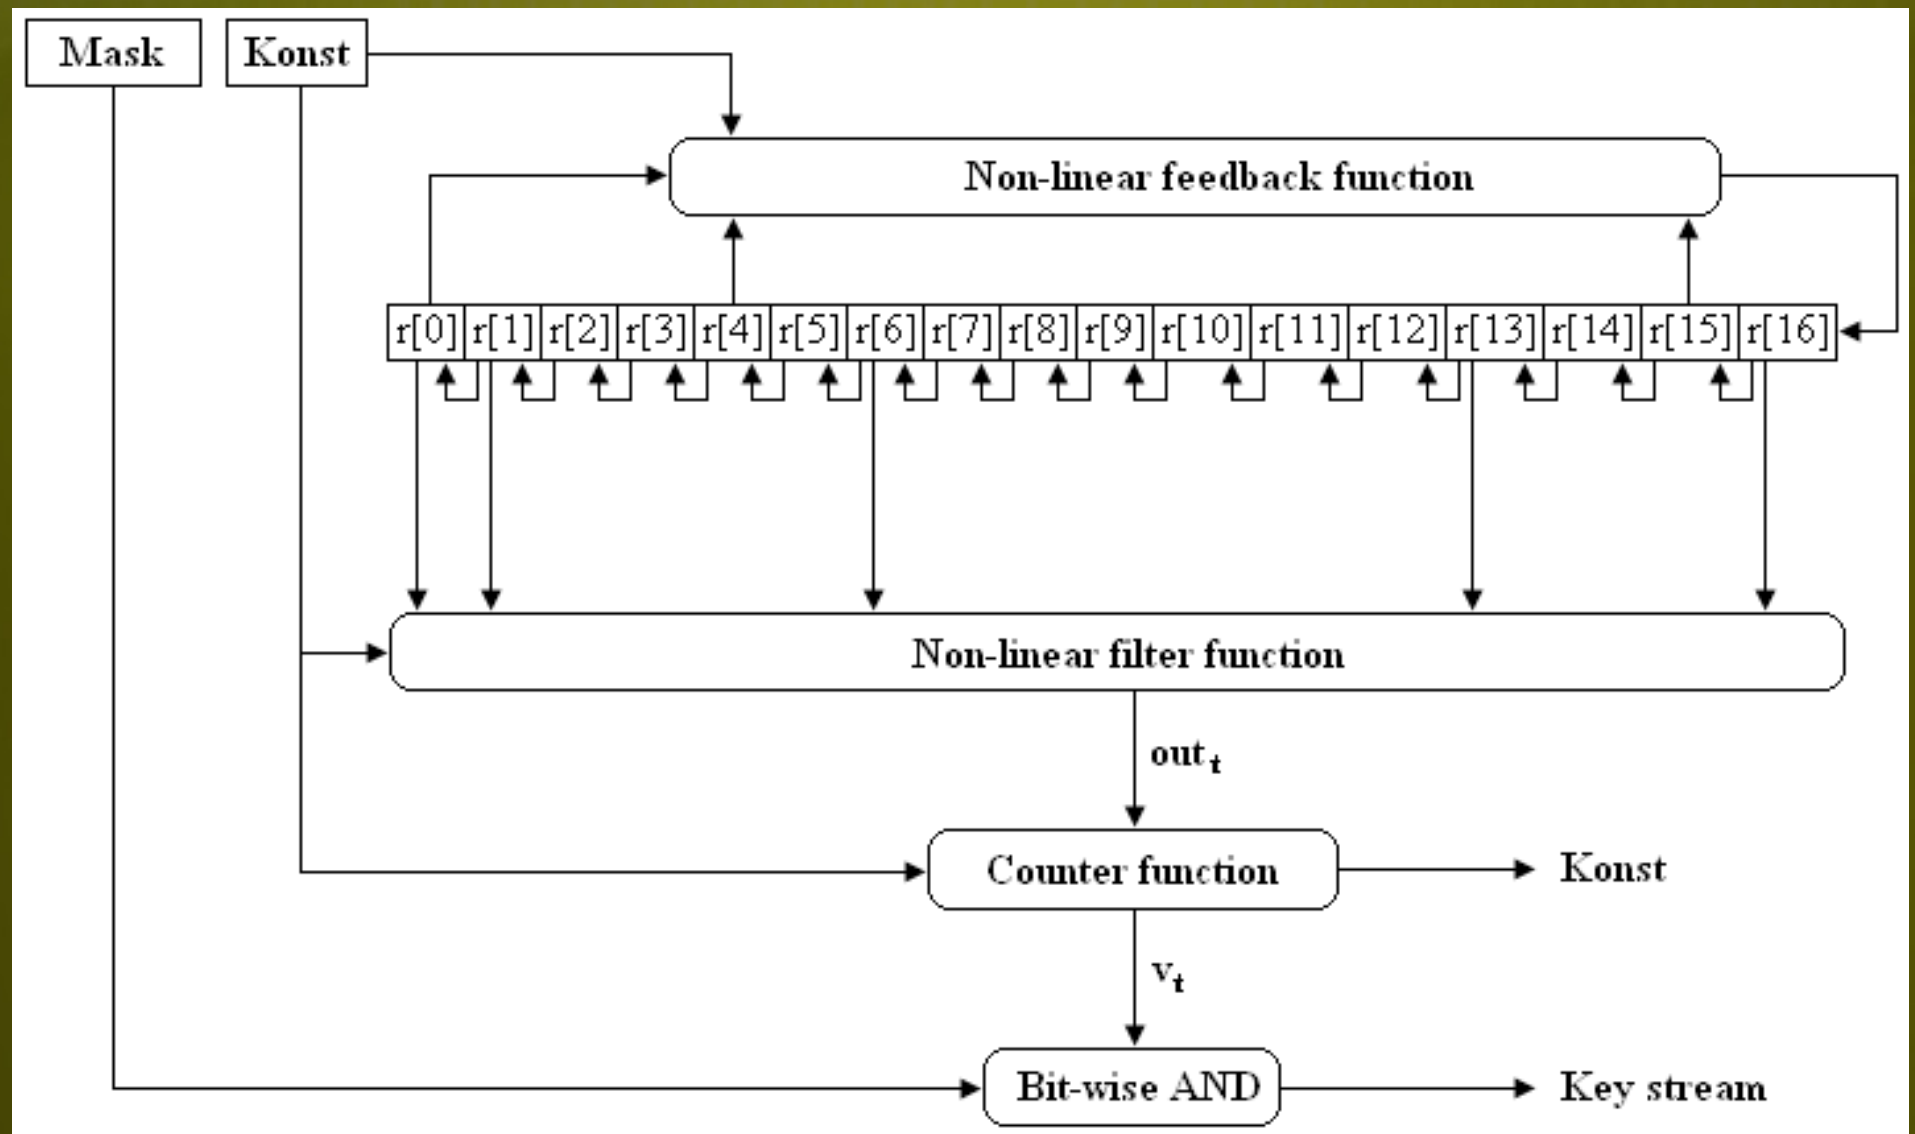 Mask
Konst
Non-linear feedback function
r[0] r[1] r[2] r[3] r[4] r[5] r[6] r[7] r[8] r[9] r[10] r[11] r[12] r[13] r[14] r[15] r[16]
Non-linear filter function
out t
Counter function
Konst
v t
Bit-wise AND
Key stream